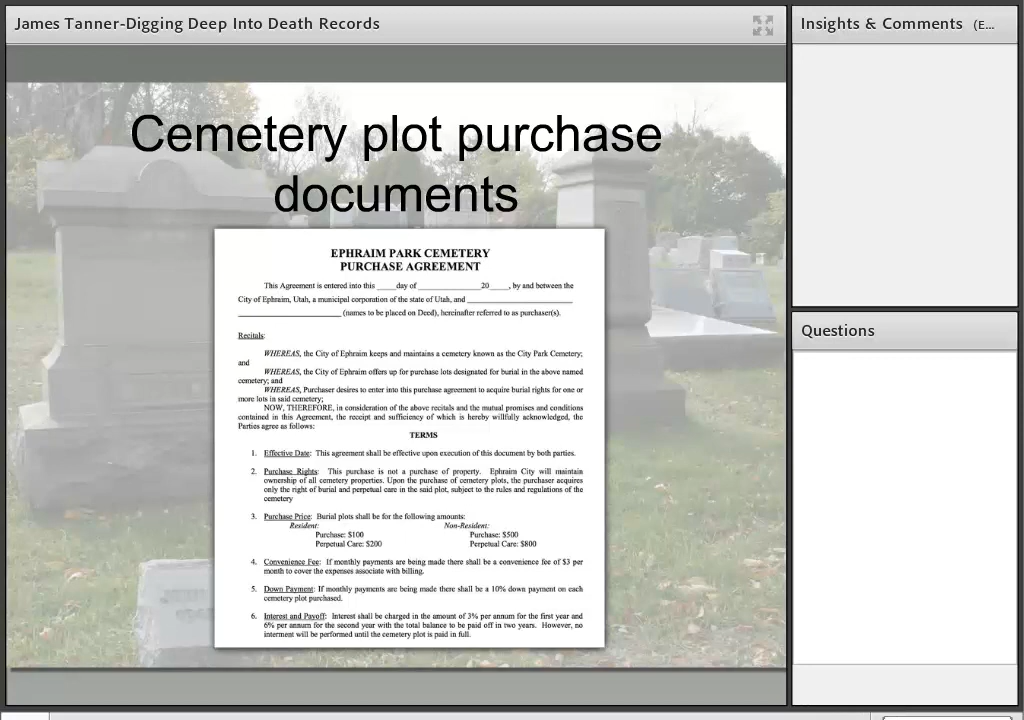 James Tanner-Digging Deep Into Death Records
Insights & Comments (E...
Cemetery plot purchase
documents
EPHRAIM PARK CEMETERY
PURCHASE AGREEMENT
This Agreement is entered into this _____day of ________________20_____, by and between the
City of Ephraim, Utah, a municipal corporation of the state of Utah, and ___________________________
___________________________ (names to be placed on Deed), hereinafter referred to as purchaser(s).
Recitals:
WHEREAS, the City of Ephraim keeps and maintains a cemetery known as the City Park Cemetery;
and
WHEREAS, the City of Ephraim offers up for purchase lots designated for burial in the above named
cemetery; and
WHEREAS, Purchaser desires to enter into this purchase agreement to acquire burial rights for one or
more lots in said cemetery;
NOW, THEREFORE, in consideration of the above recitals and the mutual promises and conditions
contained in this Agreement, the receipt and sufficiency of which is hereby willfully acknowledged, the
Parties agree as follows:
TERMS
1. Effective Date: This agreement shall be effective upon execution of this document by both parties.
2. Purchase Rights: This purchase is not a purchase of property. Ephraim City will maintain
ownership of all cemetery properties. Upon the purchase of cemetery plots, the purchaser acquires
only the right of burial and perpetual care in the said plot, subject to the rules and regulations of the
cemetery
3. Purchase Price: Burial plots shall be for the following amounts:
Resident: Non-Resident:
Purchase: $100 Purchase: $500
Perpetual Care: $200 Perpetual Care: $800
4. Convenience Fee: If monthly payments are being made there shall be a convenience fee of $3 per
month to cover the expenses associate with billing.
5. Down Payment: If monthly payments are being made there shall be a 10% down payment on each
cemetery plot purchased.
6. Interest and Payoff: Interest shall be charged in the amount of 3% per annum for the first year and
6% per annum for the second year with the total balance to be paid off in two years. However, no
interment will be performed until the cemetery plot is paid in full.
Questions